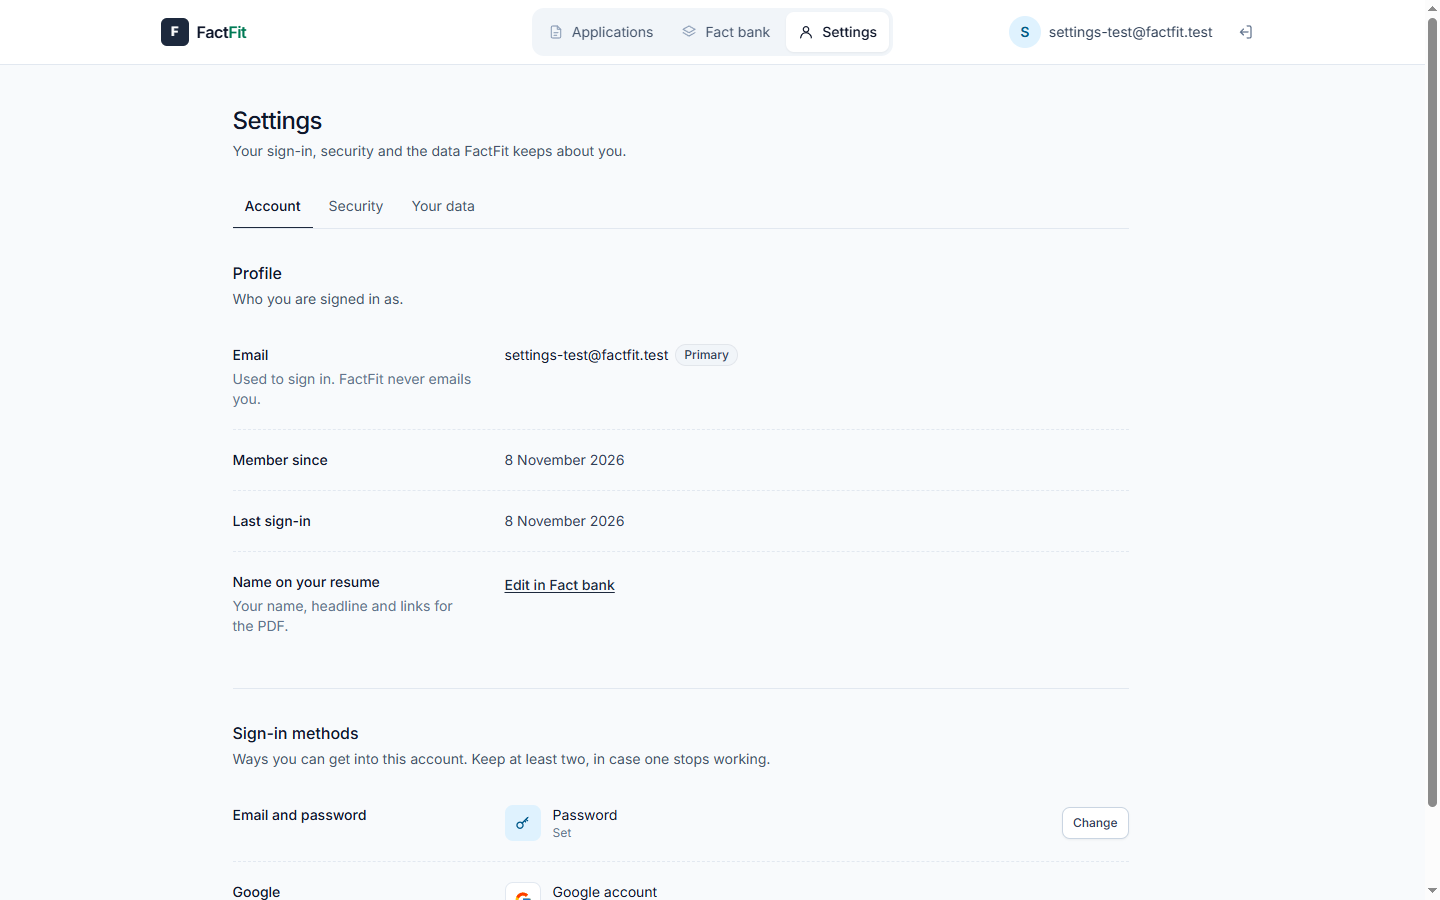 F FactFit
Applications
Fact bank
Settings
S settings-test@factfit.test
Settings
Your sign-in, security and the data FactFit keeps about you.
Account
Security
Your data
Profile
Who you are signed in as.
Email
Used to sign in. FactFit never emails
you.
settings-test@factfit.test Primary
Member since
8 November 2026
Last sign-in
8 November 2026
Name on your resume
Your name, headline and links for
the PDF.
Edit in Fact bank
Sign-in methods
Ways you can get into this account. Keep at least two, in case one stops working.
Email and password
Password
Set
Change
Google
Google account